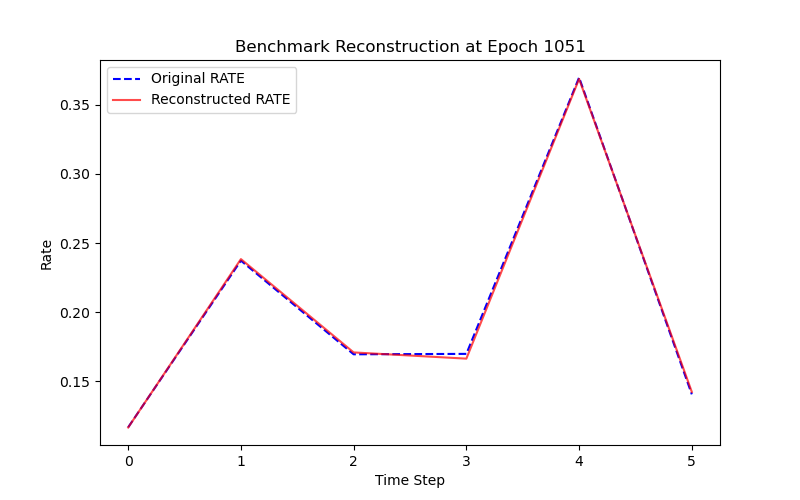 Benchmark Reconstruction at Epoch 1051
Original RATE
Reconstructed RATE
0.35
0.30
0.25
0.20
0.15
Rate
0 1 2 3 4 5
Time Step